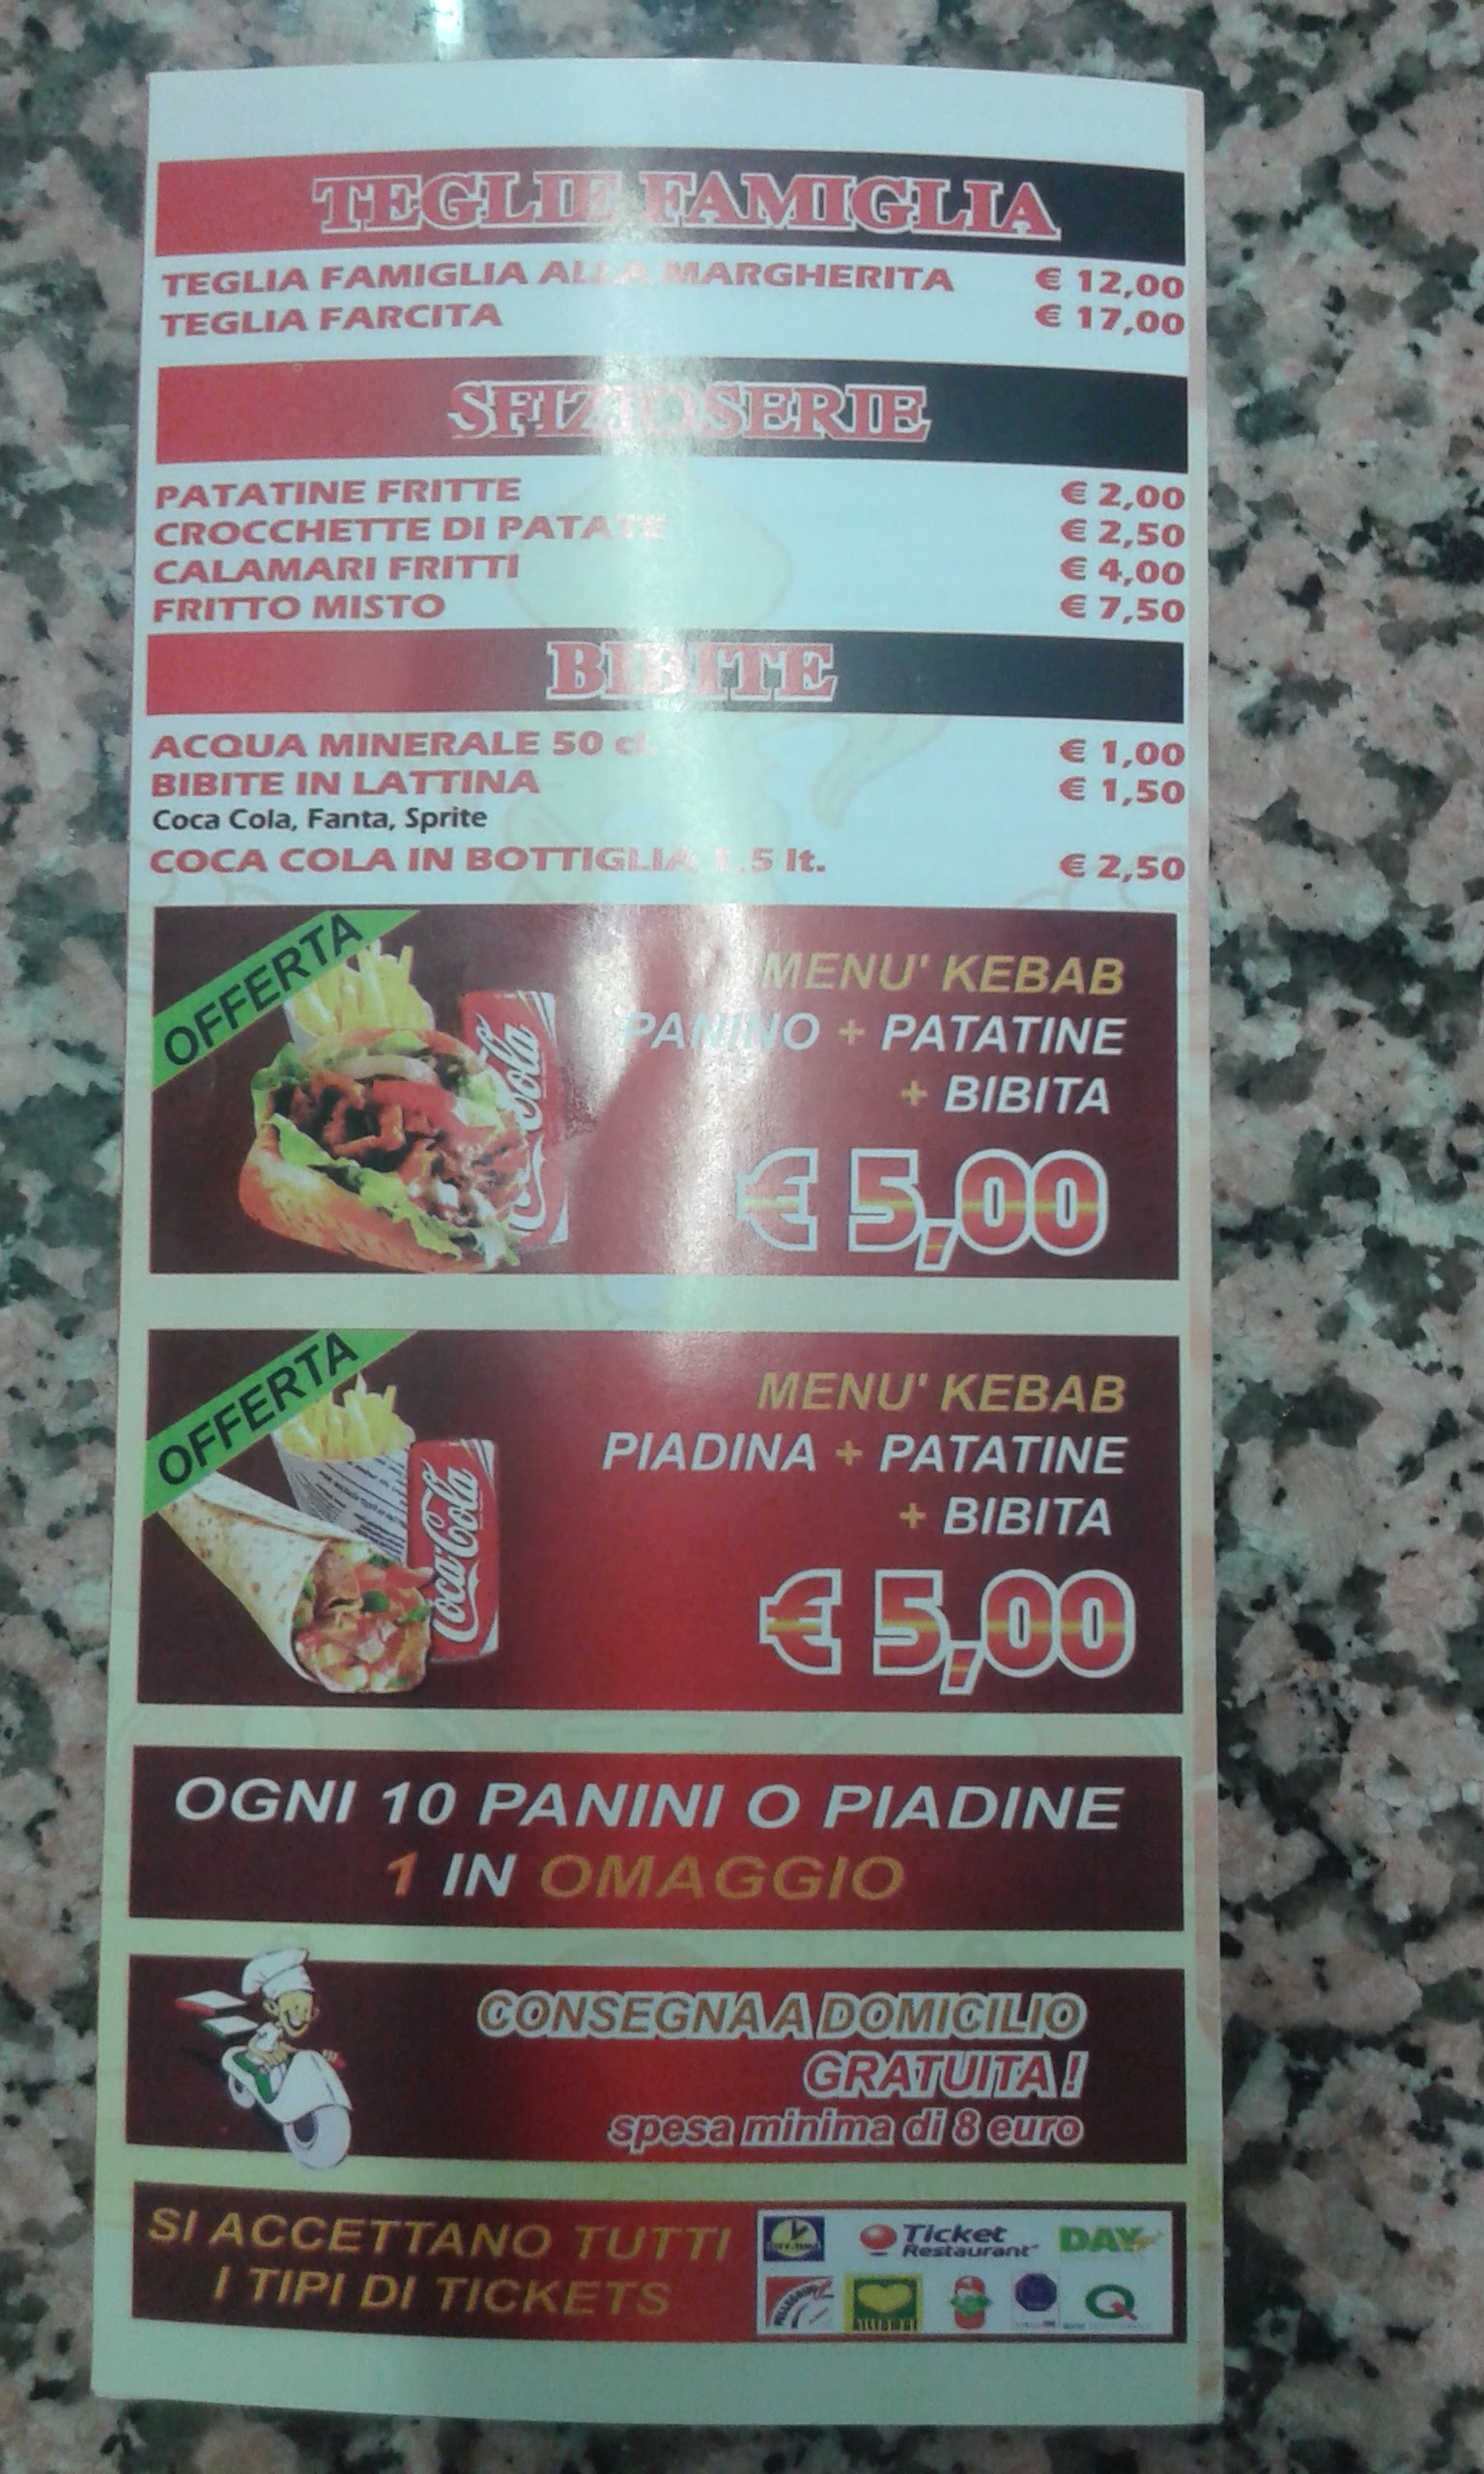 TEGLIE FAMIGLIA
TEGLIA FAMIGLIA ALLA MARGHERITA € 12,00
TEGLIA FARCITA € 17,00
SFIZIOSERIE
PATATINE FRITTE € 2,00
CROCCHETTE DI PATATE € 2,50
CALAMARI FRITTI € 4,00
FRITTO MISTO € 7,50
BIBITE
ACQUA MINERALE 50 cl. € 1,00
BIBITE IN LATTINA € 1,50
Coca Cola, Fanta, Sprite
COCA COLA IN BOTTIGLIA 1,5 lt. € 2,50
OFFERTA
MENU' KEBAB
PANINO + PATATINE
+ BIBITA
€ 5,00
OFFERTA
MENU' KEBAB
PIADINA + PATATINE
+ BIBITA
€ 5,00
Coca-Cola
OGNI 10 PANINI O PIADINE
1 IN OMAGGIO
CONSEGNA A DOMICILIO
GRATUITA !
spesa minima di 8 euro
SI ACCETTANO TUTTI
I TIPI DI TICKETS
Ticket
Restaurant
DAY
Q